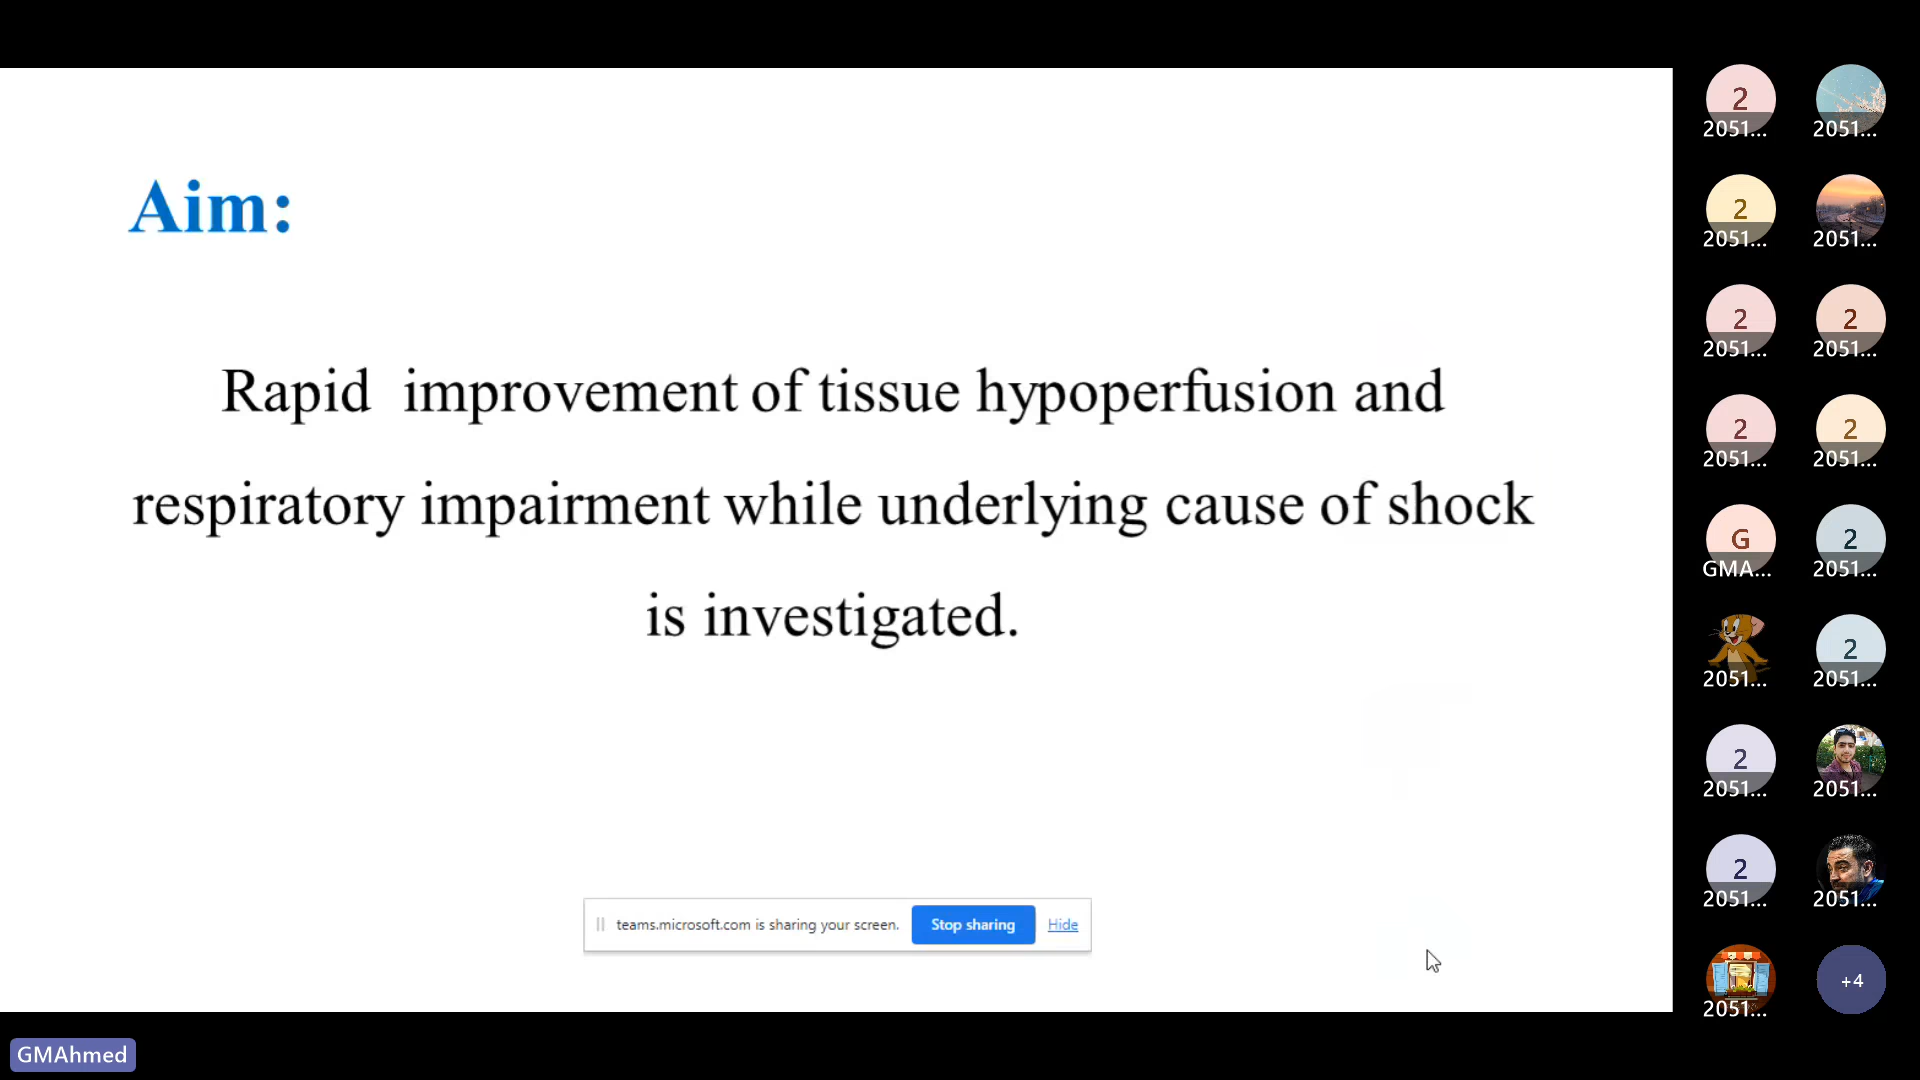 Aim:
Rapid improvement of tissue hypoperfusion and
respiratory impairment while underlying cause of shock
is investigated.
teams.microsoft.com is sharing your screen. Stop sharing Hide
2 2051... 2051...
2 2051... 2051...
2 2051... 2 2051...
2 2051... 2 2051...
G GMA... 2 2051...
2051... 2 2051...
2 2051... 2051...
2 2051... 2051...
2051... +4
GMAhmed